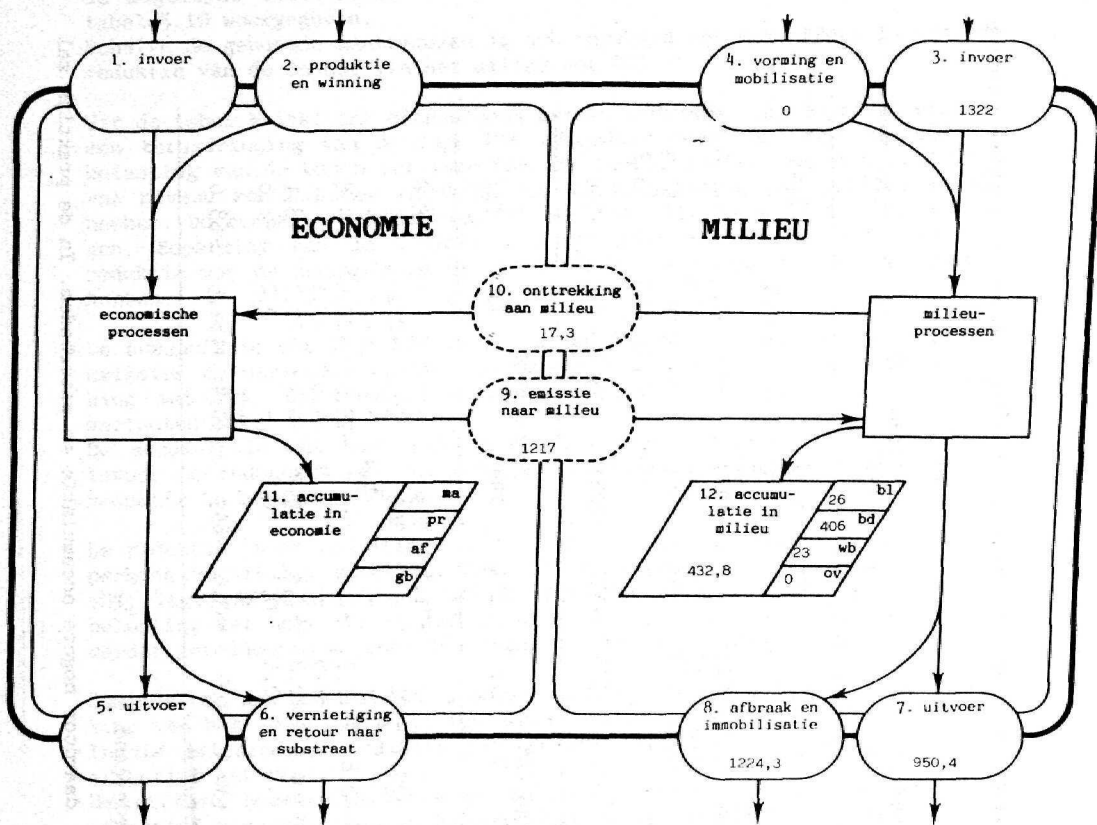 1. invoer
2. produktie
en winning
4. vorming en
mobilisatie
0
3. invoer
1322
ECONOMIE
MILIEU
economische
processen
10. onttrekking
aan milieu
17,3
milieu-
processen
9. emissie
naar milieu
1217
11. accumu-
latie in
economie
ma
pr
af
gb
12. accumu-
latie in
milieu
432,8
26 bl
406 bd
23 wb
0 ov
5. uitvoer
6. vernietiging
en retour naar
substraat
8. afbraak en
immobilisatie
1224,3
7. uitvoer
950,4